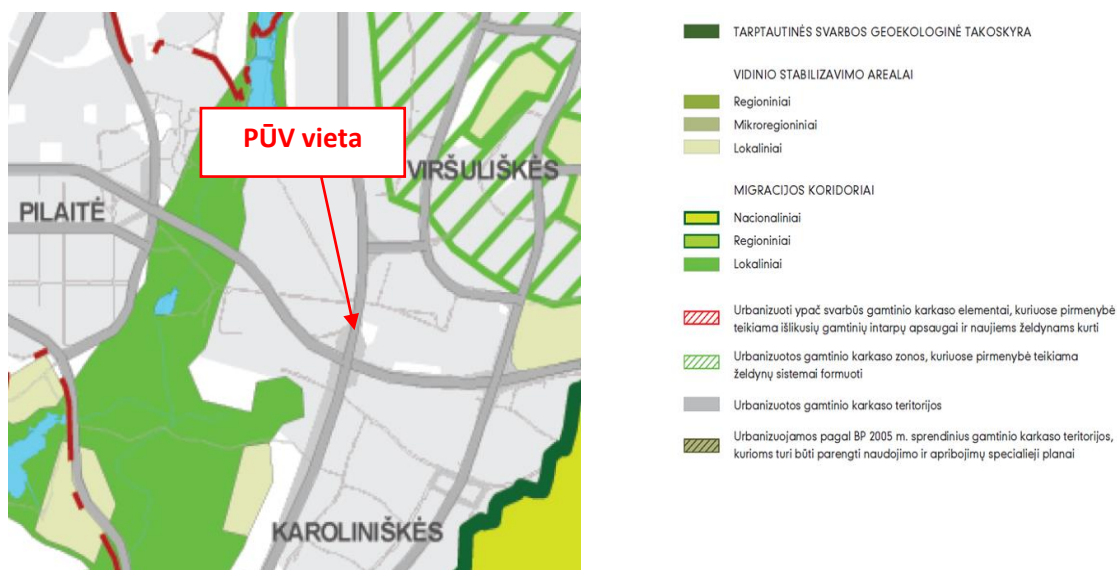 PŪV vieta
VIRŠULIŠKĖS
PILAITĖ
KAROLINIŠKĖS
TARPTAUTINĖS SVARBOS GEOEKOLOGINĖ TAKOSKYRA
VIDINIO STABILIZAVIMO AREALAI
Regioniniai
Mikroregioniniai
Lokaliniai
MIGRACIJOS KORIDORIAI
Nacionaliniai
Regioniniai
Lokaliniai
Urbanizuoti ypač svarbūs gamtinio karkaso elementai, kuriuose pirmenybė
teikiama išlikusių gamtinių intarpų apsaugai ir naujiems želdynams kurti
Urbanizuotos gamtinio karkaso zonos, kuriuose pirmenybė teikiama
želdynų sistemai formuoti
Urbanizuotos gamtinio karkaso teritorijos
Urbanizuojamos pagal BP 2005 m. sprendinius gamtinio karkaso teritorijos,
kurioms turi būti parengti naudojimo ir apribojimų specialieji planai